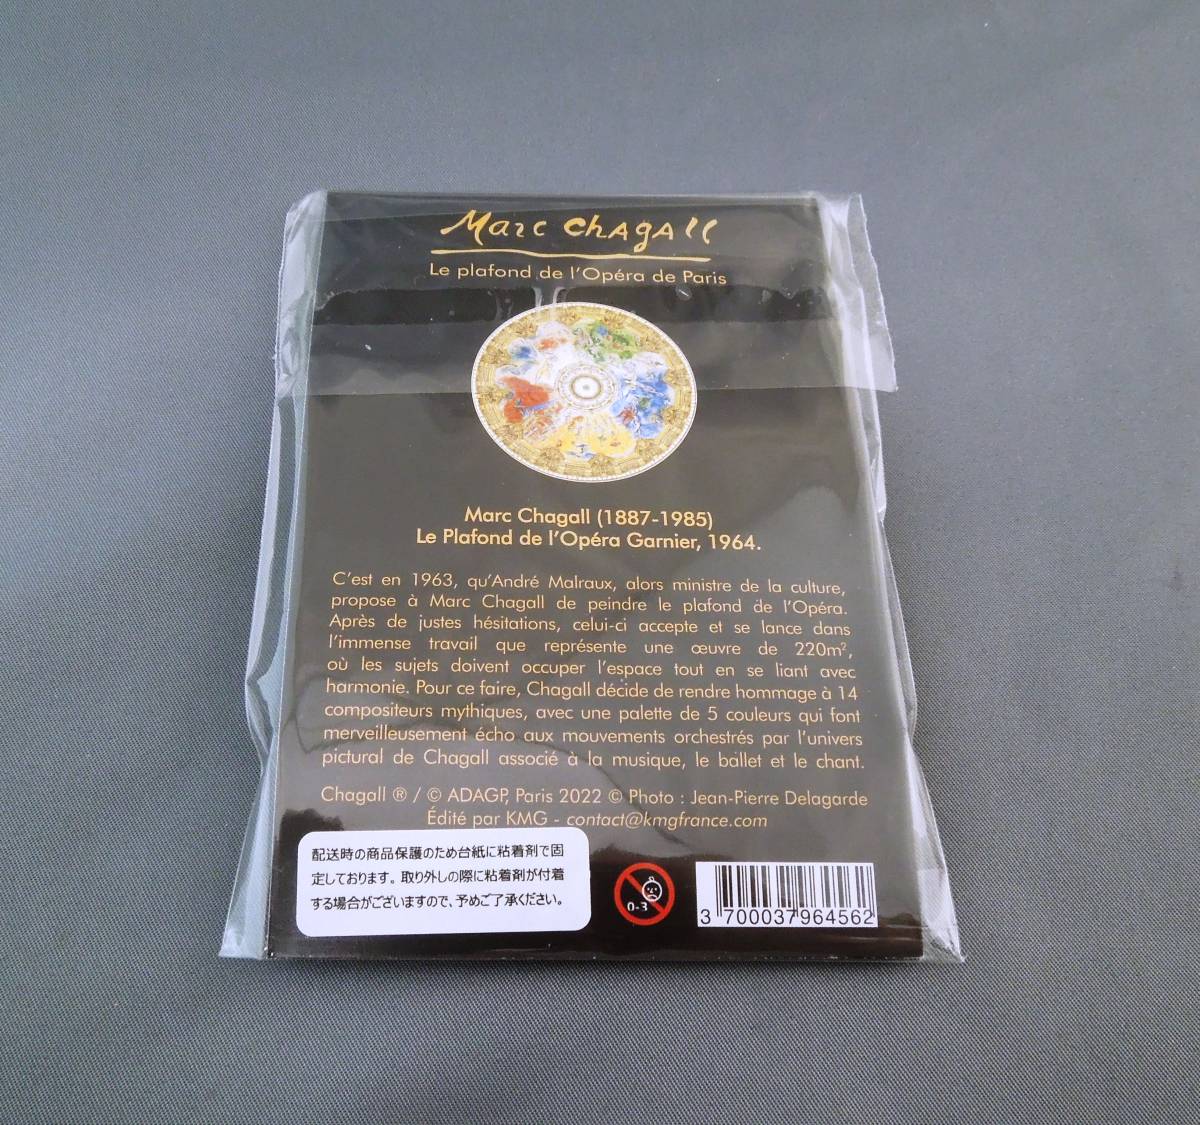 Marc Chagall
Le plafond de l'Opéra de Paris
Marc Chagall (1887-1985)
Le Plafond de l'Opéra Garnier, 1964.
C'est en 1963, qu'André Malraux, alors ministre de la culture,
propose à Marc Chagall de peindre le plafond de l'Opéra.
Après de justes hésitations, celui-ci accepte et se lance dans
l'immense travail que représente une œuvre de 220m²,
où les sujets doivent occuper l'espace tout en se liant avec
harmonie. Pour ce faire, Chagall décide de rendre hommage à 14
compositeurs mythiques, avec une palette de 5 couleurs qui font
merveilleusement écho aux mouvements orchestrés par l'univers
pictural de Chagall associé à la musique, le ballet et le chant.
Chagall ® / © ADAGP, Paris 2022 © Photo : Jean-Pierre Delagarde
Édité par KMG - contact@kmgfrance.com
配送時の商品保護のため台紙に粘着剤で固
定しております。取り外しの際に粘着剤が付着
する場合がございますので、予めご了承ください。
0-3
3 700037 964562